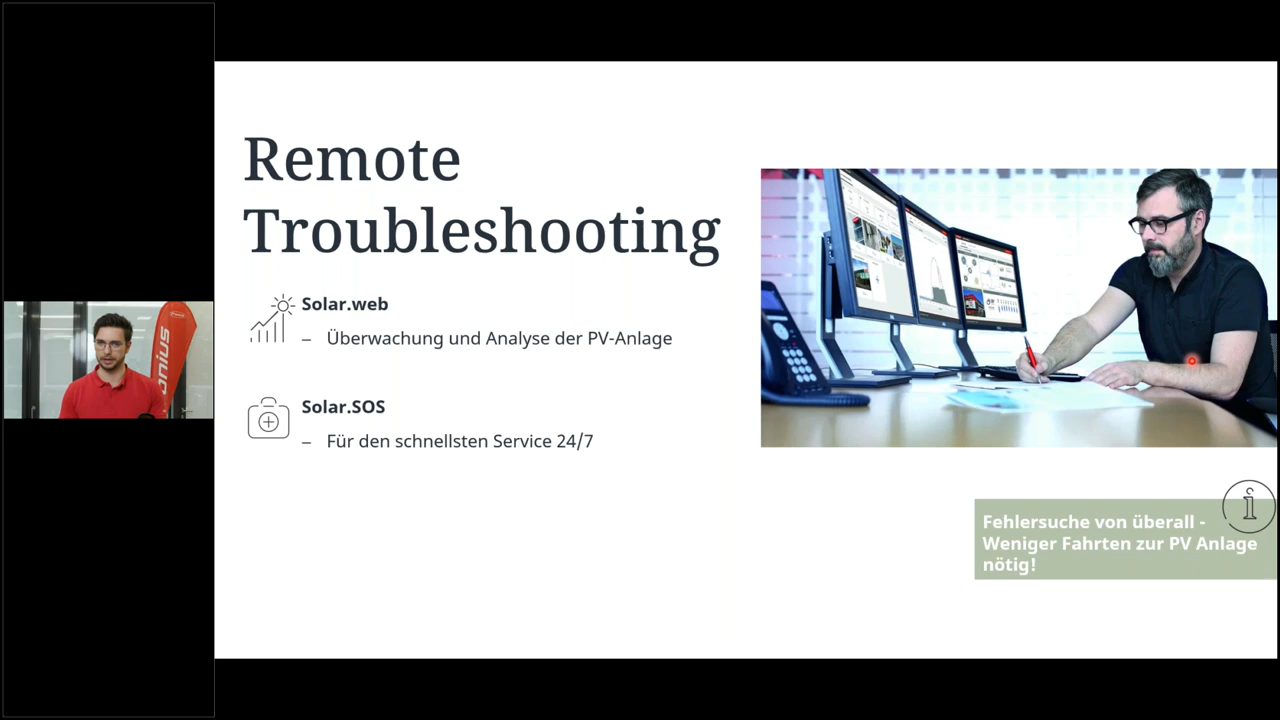 Remote
Troubleshooting
Solar.web
– Überwachung und Analyse der PV-Anlage
Solar.SOS
– Für den schnellsten Service 24/7
Fehlersuche von überall -
Weniger Fahrten zur PV Anlage
nötig!